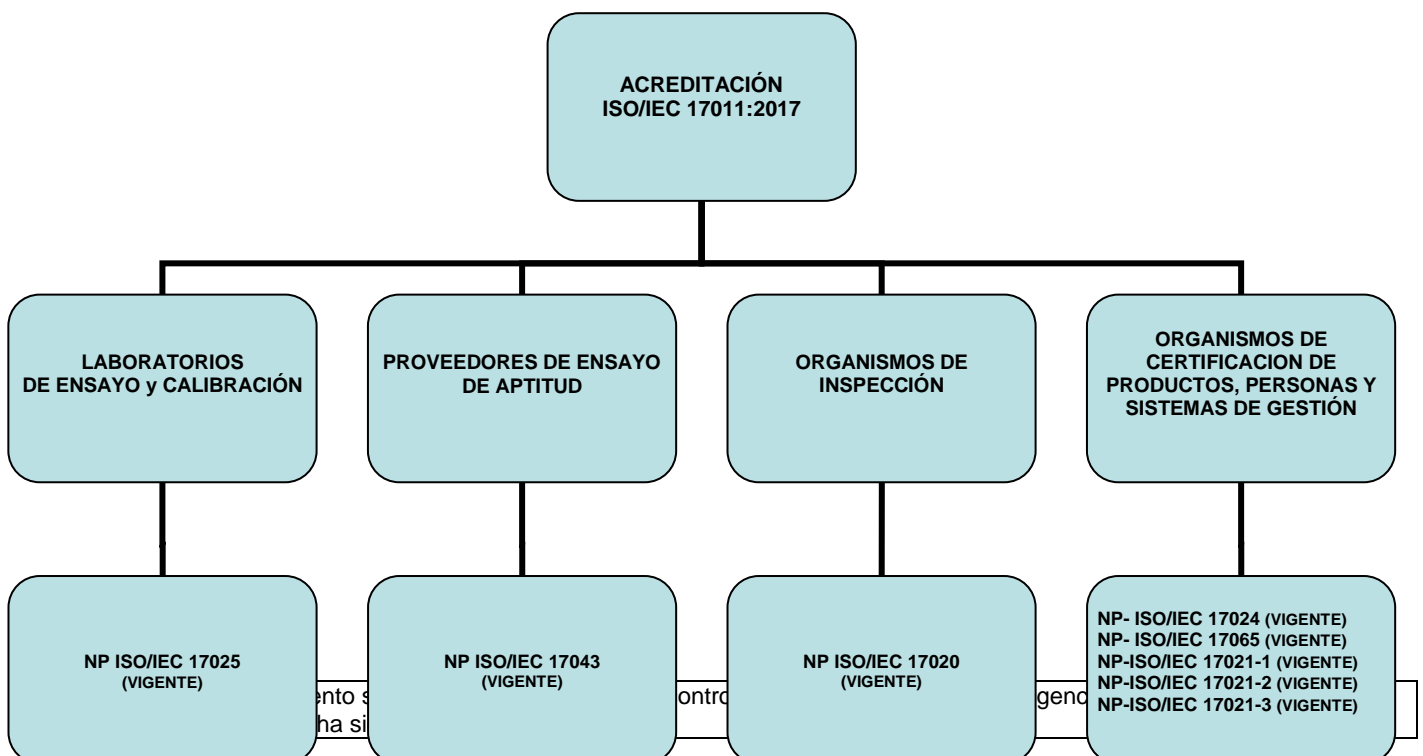 ACREDITACIÓN
ISO/IEC 17011:2017
LABORATORIOS
DE ENSAYO y CALIBRACIÓN
PROVEEDORES DE ENSAYO
DE APTITUD
ORGANISMOS DE
INSPECCIÓN
ORGANISMOS DE
CERTIFICACION DE
PRODUCTOS, PERSONAS Y
SISTEMAS DE GESTIÓN
NP ISO/IEC 17025
(VIGENTE)
NP ISO/IEC 17043
(VIGENTE)
NP ISO/IEC 17020
(VIGENTE)
NP- ISO/IEC 17024 (VIGENTE)
NP- ISO/IEC 17065 (VIGENTE)
NP-ISO/IEC 17021-1 (VIGENTE)
NP-ISO/IEC 17021-2 (VIGENTE)
NP-ISO/IEC 17021-3 (VIGENTE)
ha